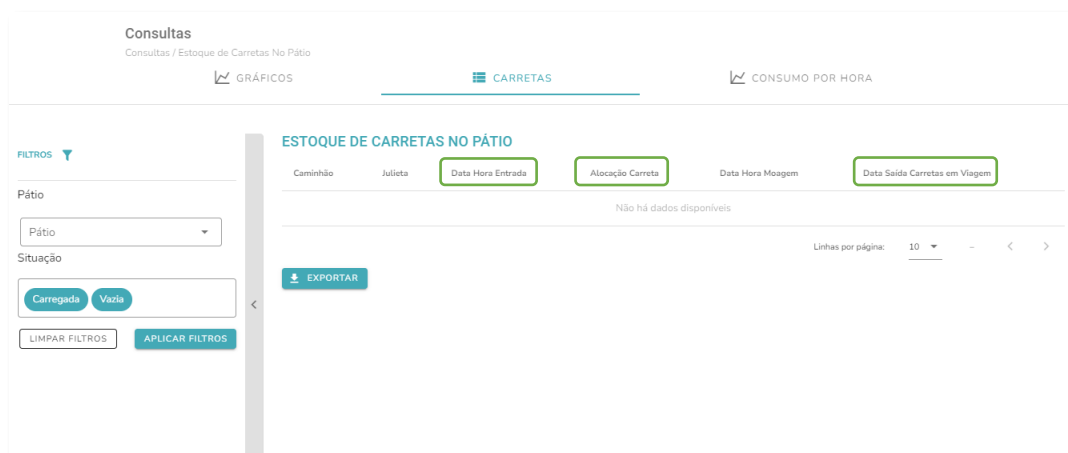 Consultas
Consultas / Estoque de Carretas No Pátio
GRÁFICOS
CARRETAS
CONSUMO POR HORA
FILTROS
Pátio
Pátio
Situação
Carregada Vazia
LIMPAR FILTROS APLICAR FILTROS
ESTOQUE DE CARRETAS NO PÁTIO
Caminhão Julieta Data Hora Entrada Alocação Carreta Data Hora Moagem Data Saída Carretas em Viagem
Não há dados disponíveis
Linhas por página: 10 –
EXPORTAR